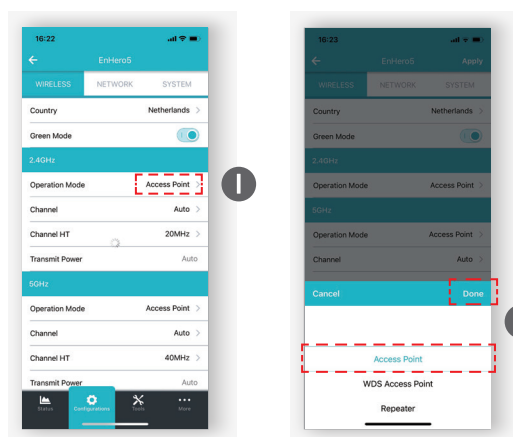 16:22
EnHero5
WIRELESS NETWORK SYSTEM
Country Netherlands
Green Mode
2.4GHz
Operation Mode Access Point
Channel Auto
Channel HT 20MHz
Transmit Power Auto
5GHz
Operation Mode Access Point
Channel Auto
Channel HT 40MHz
Transmit Power Auto
Status Configurations Tools More
1
16:23
EnHero5 Apply
WIRELESS NETWORK SYSTEM
Country Netherlands
Green Mode
2.4GHz
Operation Mode Access Point
5GHz
Operation Mode Access Point
Channel Auto
Cancel Done
Access Point
WDS Access Point
Repeater